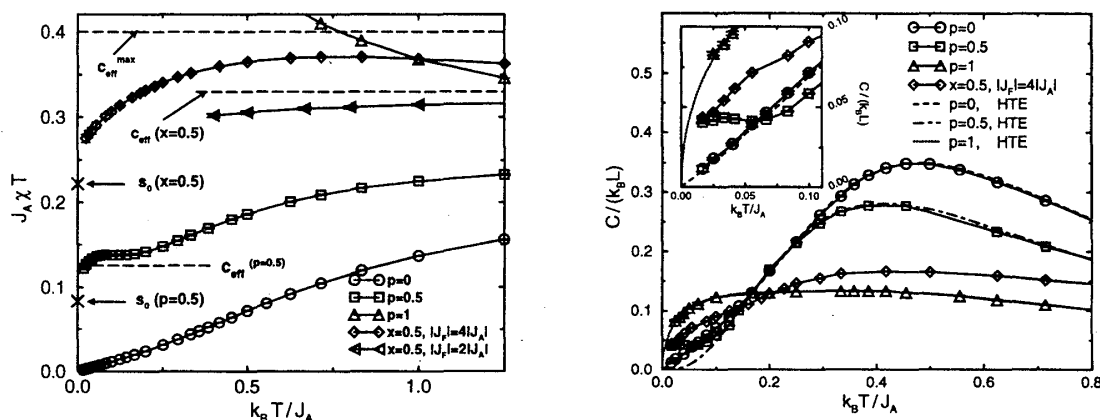 J_A χ T
0.4
0.3
0.2
0.1
0.0
c_eff^max
c_eff (x=0.5)
s_o (x=0.5)
c_eff (p=0.5)
s_o (p=0.5)
p=0
p=0.5
p=1
x=0.5, |J_F|=4|J_A|
x=0.5, |J_F|=2|J_A|
0.0 0.5 1.0
k_B T / J_A
C / (k_B L)
0.6
0.5
0.4
0.3
0.2
0.1
0.0
0.10
0.05
0.00
C / (k_B L)
0.00 0.05 0.10
k_B T / J_A
p=0
p=0.5
p=1
x=0.5, |J_F|=4|J_A|
p=0, HTE
p=0.5, HTE
p=1, HTE
0.0 0.2 0.4 0.6 0.8
k_B T / J_A